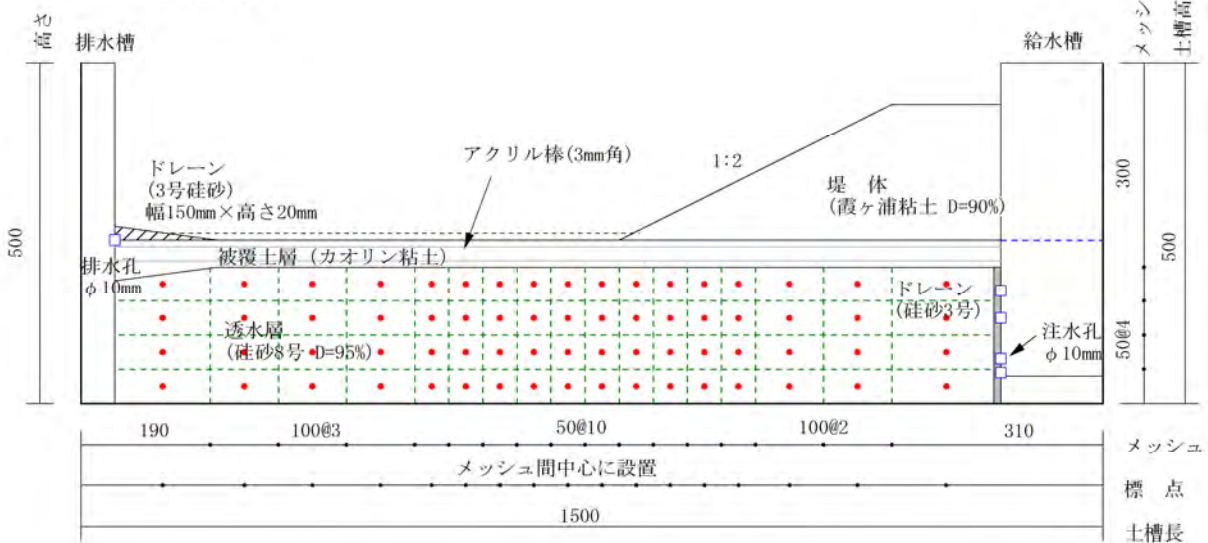 高さ
排水槽
給水槽
メッシ
土槽高
アクリル棒(3mm角)
1:2
ドレーン
(3号硅砂)
幅150mm×高さ20mm
堤 体
(霞ヶ浦粘土 D=90%)
300
500
500
被覆土層 (カオリン粘土)
排水孔
φ10mm
ドレーン
(硅砂3号)
透水層
(硅砂8号 D=95%)
注水孔
φ10mm
50@4
190
100@3
50@10
100@2
310
メッシュ
メッシュ間中心に設置
標 点
1500
土槽長